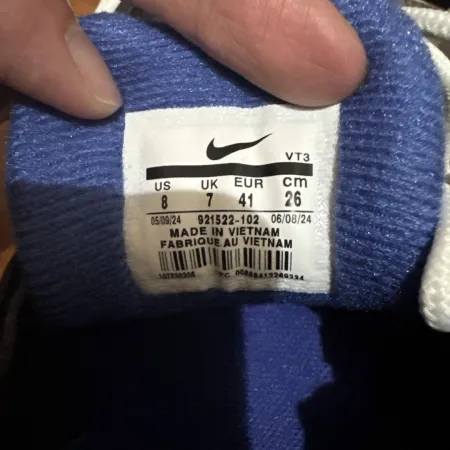 VT3
US UK EUR cm
8 7 41 26
05/09/24 921522-102 06/08/24
MADE IN VIETNAM
FABRIQUE AU VIETNAM